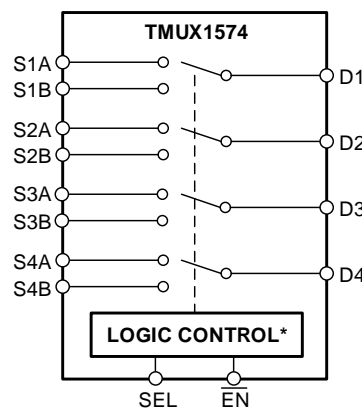 TMUX1574
S1A
S1B
D1
S2A
S2B
D2
S3A
S3B
D3
S4A
S4B
D4
LOGIC CONTROL*
SEL
EN